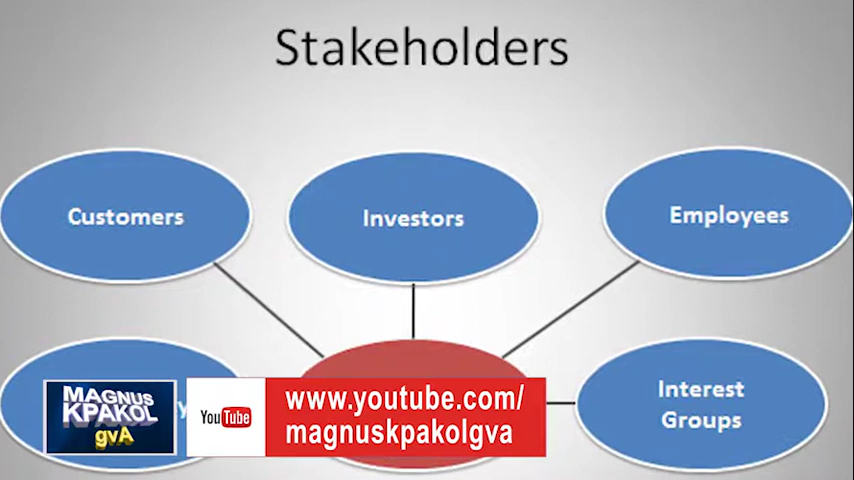 Stakeholders
Customers
Investors
Employees
Interest
Groups
MAGNUS
KPAKOL
gvA
YouTube
www.youtube.com/
magnuskpakolgva